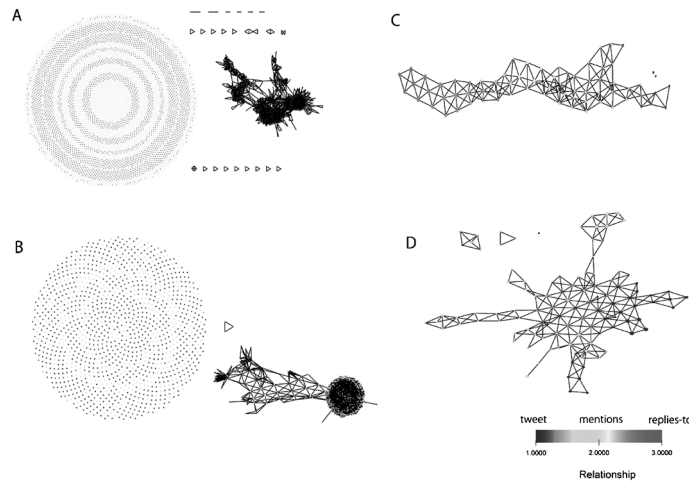 A
C
B
D
tweet mentions replies-to
1.0000 2.0000 3.0000
Relationship